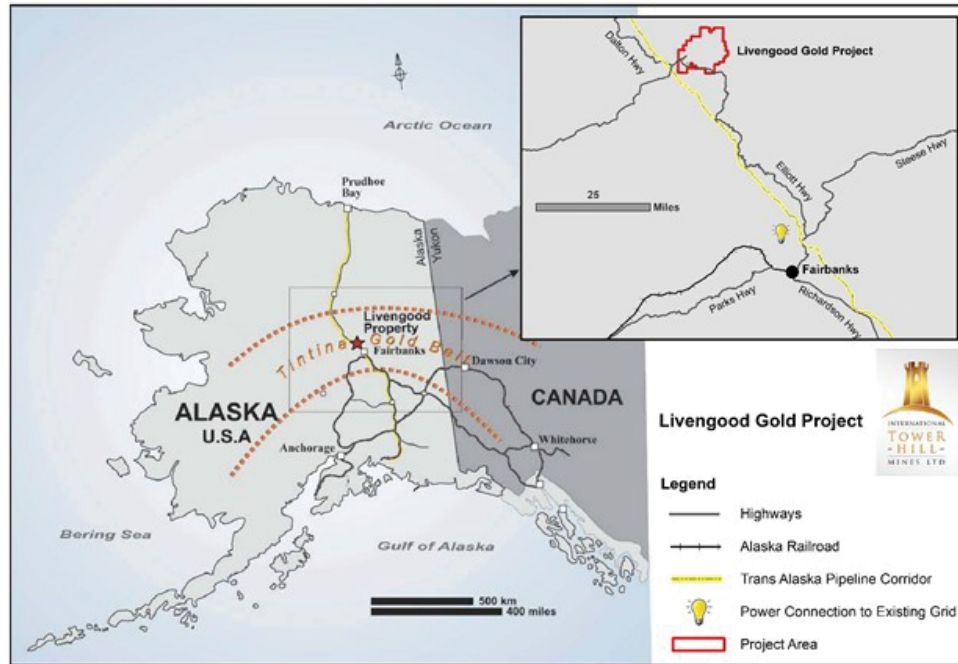 Arctic Ocean
Prudhoe
Bay
Alaska
Yukon
Livengood
Property
Fairbanks
Tintina Gold Belt
Dawson City
ALASKA
U.S.A
CANADA
Anchorage
Whitehorse
Bering Sea
Gulf of Alaska
500 km
400 miles
Dalton Hwy
Livengood Gold Project
Steese Hwy
Elliott Hwy
25
Miles
Fairbanks
Parks Hwy
Richardson Hwy
Livengood Gold Project
INTERNATIONAL
TOWER
-HILL-
MINES LTD
Legend
Highways
Alaska Railroad
Trans Alaska Pipeline Corridor
Power Connection to Existing Grid
Project Area